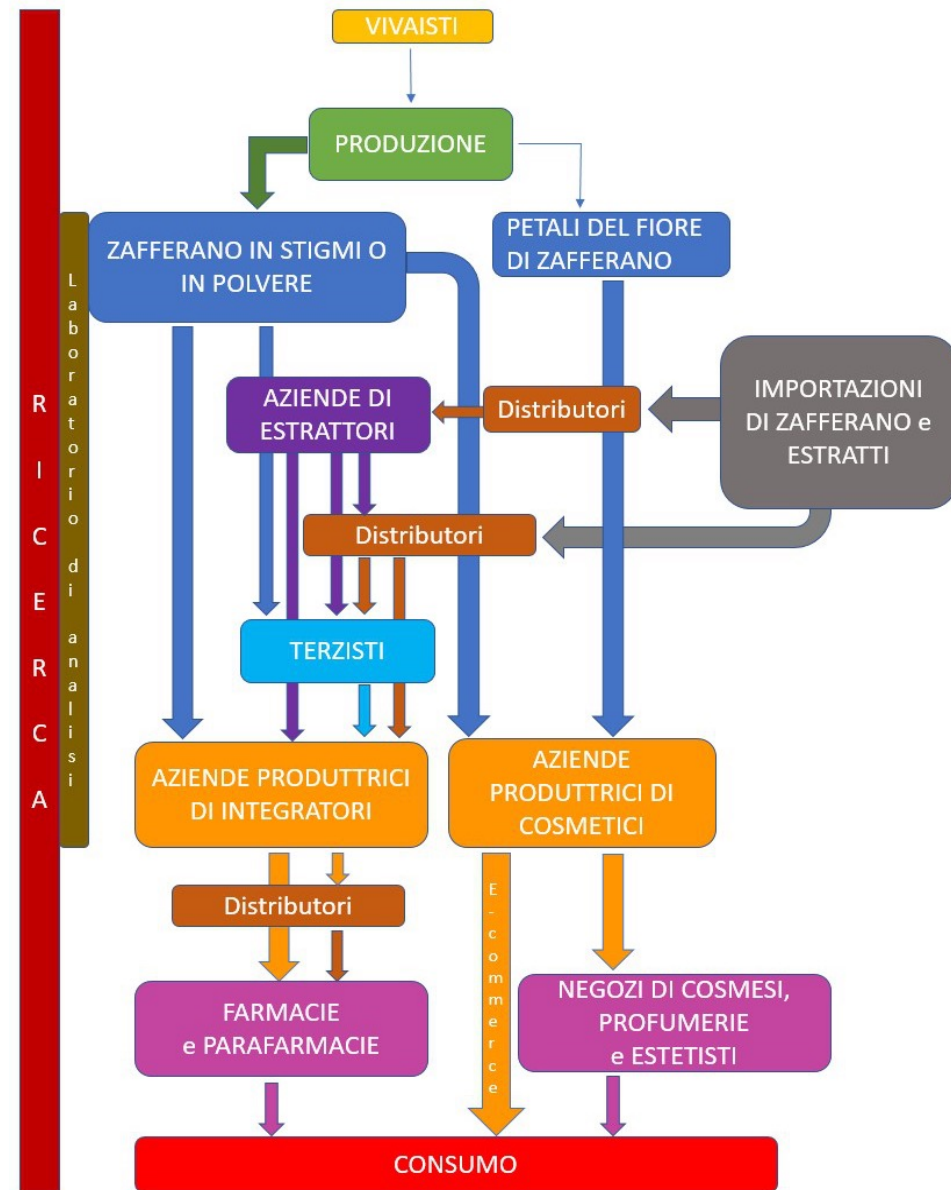 VIVAISTI
PRODUZIONE
ZAFFERANO IN STIGMI O
IN POLVERE
PETALI DEL FIORE
DI ZAFFERANO
AZIENDE DI
ESTRATTORI
Distributori
IMPORTAZIONI
DI ZAFFERANO e
ESTRATTI
Distributori
TERZISTI
AZIENDE PRODUTTRICI
DI INTEGRATORI
AZIENDE
PRODUTTRICI DI
COSMETICI
Distributori
E-commerce
FARMACIE
e PARAFARMACIE
NEGOZI DI COSMESI,
PROFUMERIE
e ESTETISTI
CONSUMO
RICERCA
Laboratorio di analisi